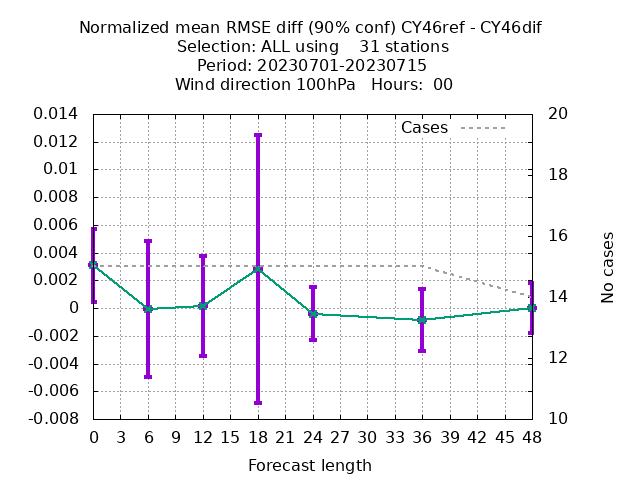 Normalized mean RMSE diff (90% conf) CY46ref - CY46dif
Selection: ALL using    31 stations
Period: 20230701-20230715
Wind direction 100hPa   Hours:  00
Cases
0.014
0.012
0.01
0.008
0.006
0.004
0.002
0
-0.002
-0.004
-0.006
-0.008
20
18
16
14
12
10
No cases
0 3 6 9 12 15 18 21 24 27 30 33 36 39 42 45 48
Forecast length